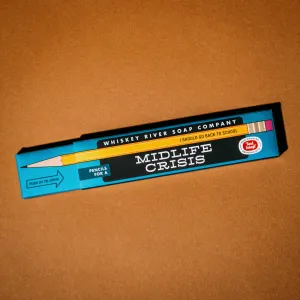 WHISKEY RIVER SOAP COMPANY
I SHOULD GO BACK TO SCHOOL
PENCILS FOR A
MIDLIFE
CRISIS